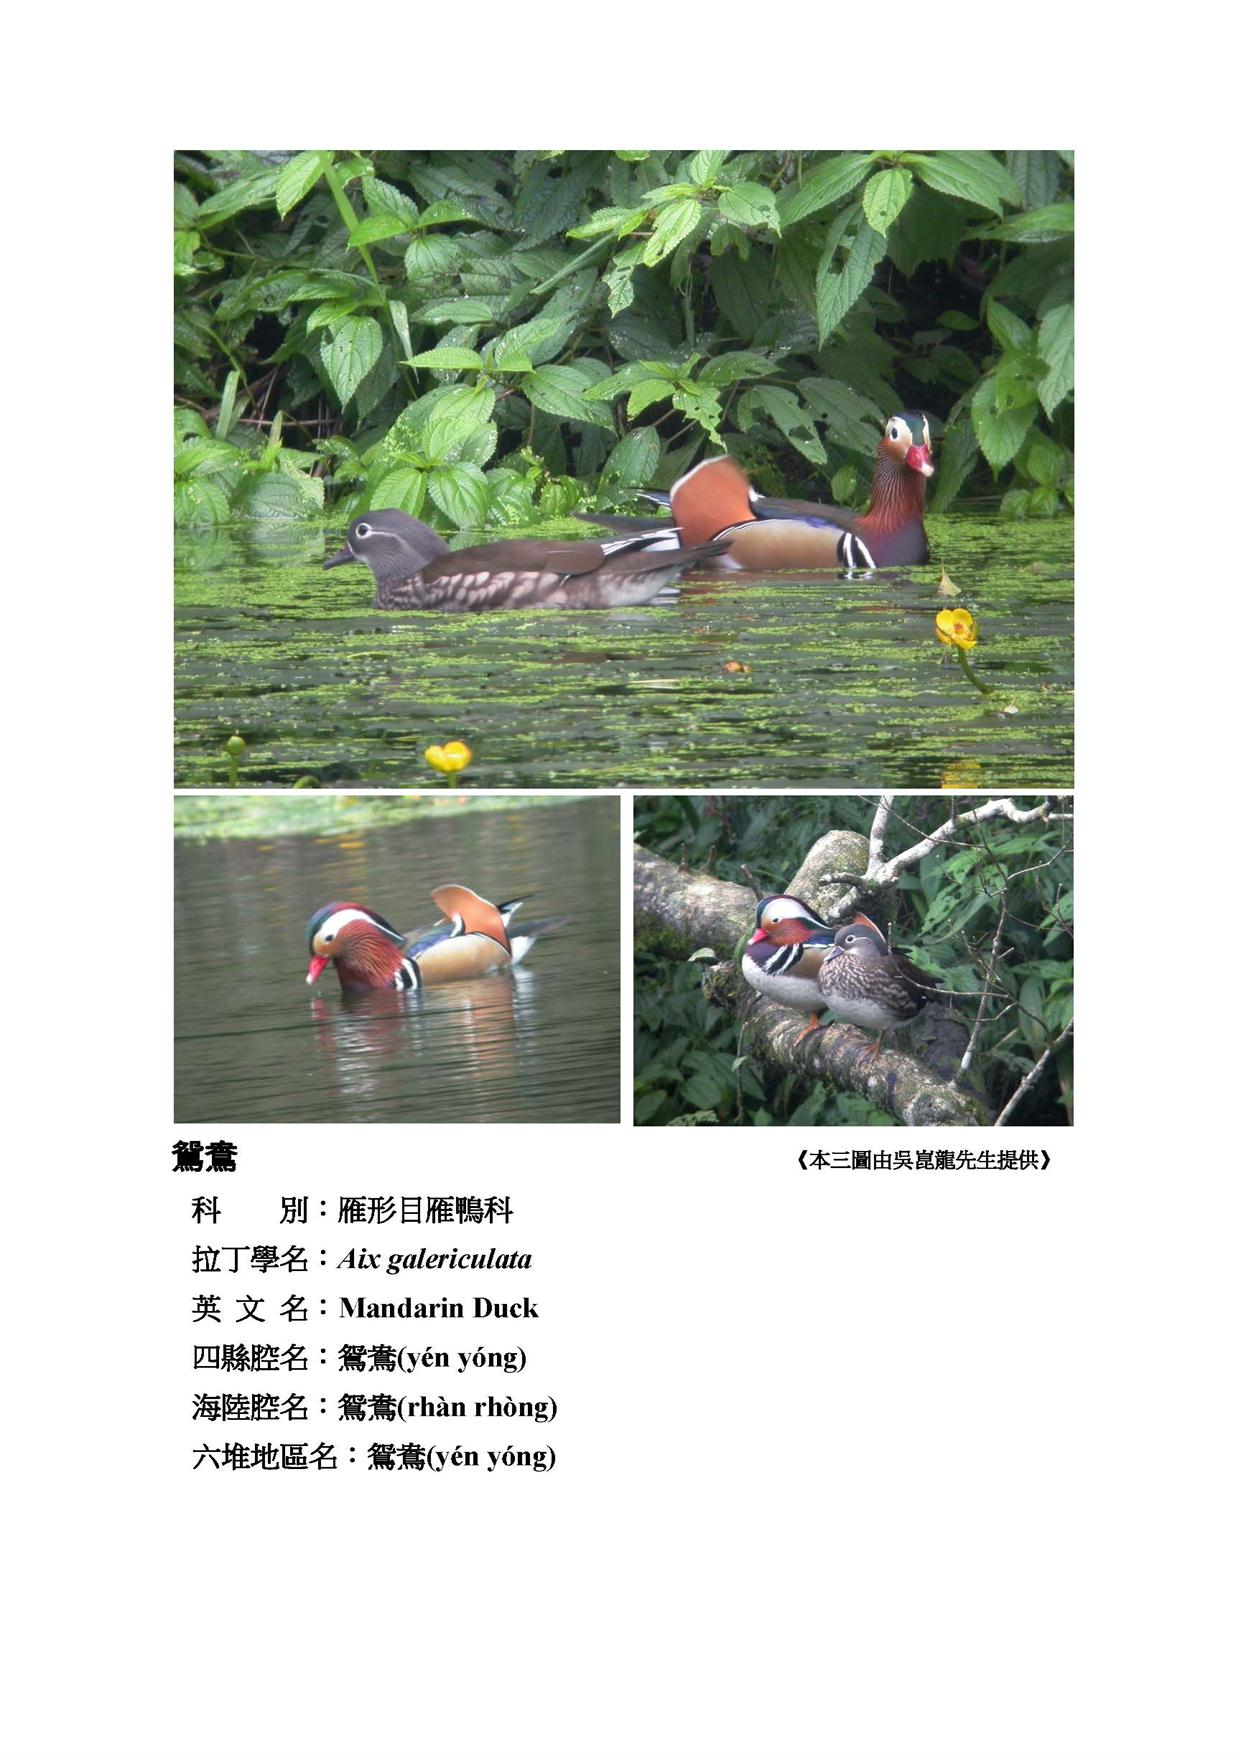 鴛鴦
《本三圖由吳崑龍先生提供》
科　　別：雁形目雁鴨科
拉丁學名：Aix galericulata
英 文 名：Mandarin Duck
四縣腔名：鴛鴦(yén yóng)
海陸腔名：鴛鴦(rhàn rhòng)
六堆地區名：鴛鴦(yén yóng)